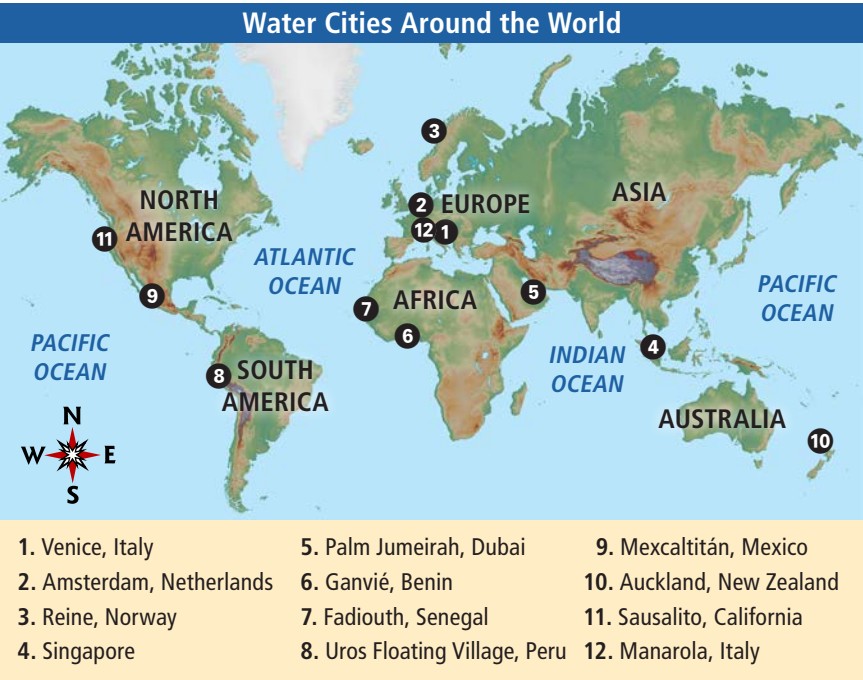 Water Cities Around the World
3
NORTH
AMERICA
2
EUROPE
ASIA
11
12
1
ATLANTIC
OCEAN
9
7
AFRICA
5
PACIFIC
OCEAN
6
PACIFIC
OCEAN
8
SOUTH
AMERICA
INDIAN
OCEAN
4
AUSTRALIA
10
N
W
E
S
1. Venice, Italy
2. Amsterdam, Netherlands
3. Reine, Norway
4. Singapore
5. Palm Jumeirah, Dubai
6. Ganvié, Benin
7. Fadiouth, Senegal
8. Uros Floating Village, Peru
9. Mexcaltitán, Mexico
10. Auckland, New Zealand
11. Sausalito, California
12. Manarola, Italy